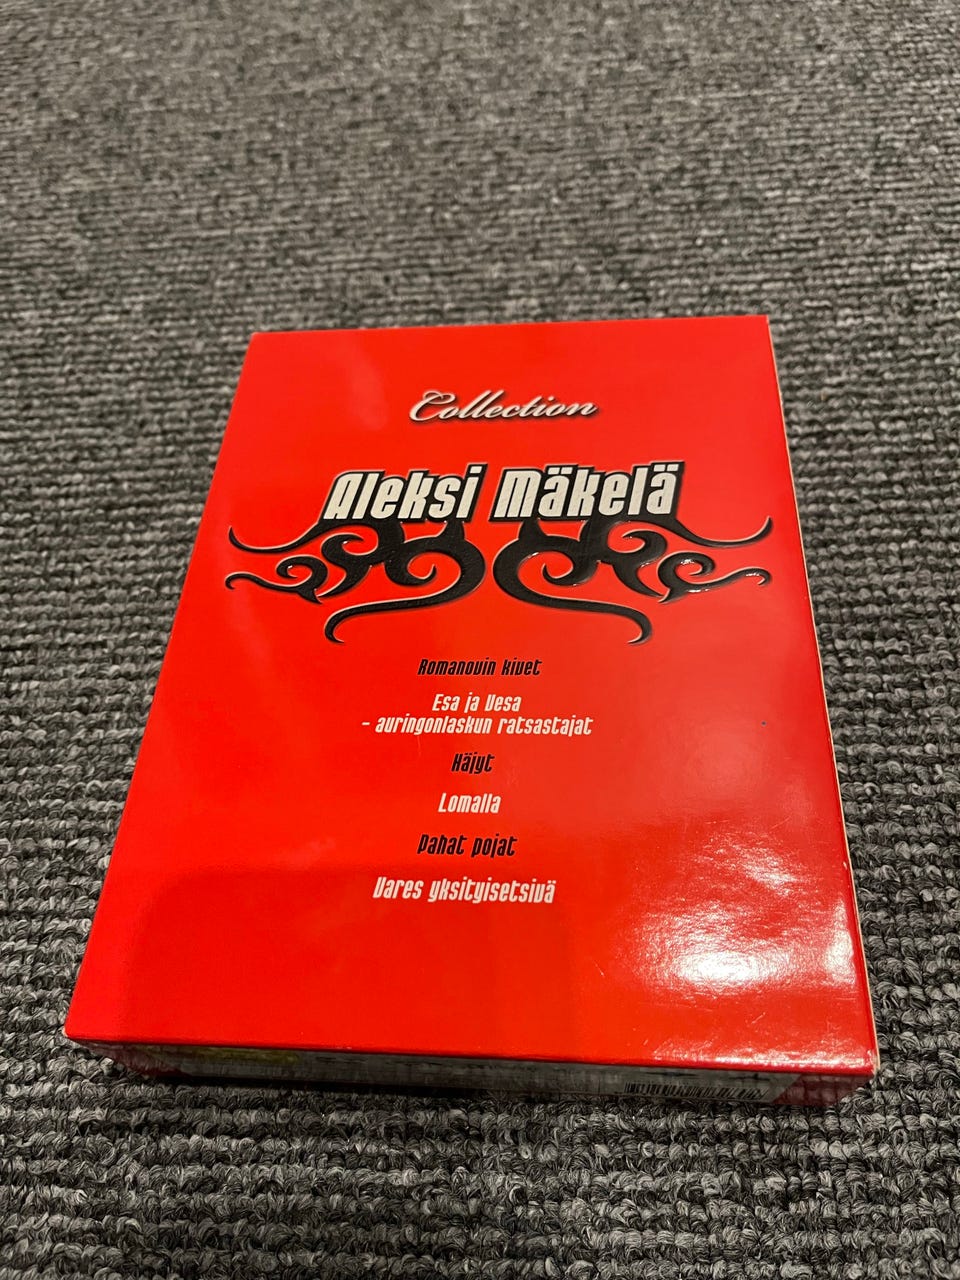 Collection
Aleksi Mäkelä
Romanovin kivet
Esa ja Vesa
- auringonlaskun ratsastajat
Häjyt
Lomalla
Pahat pojat
Vares yksityisetsivä